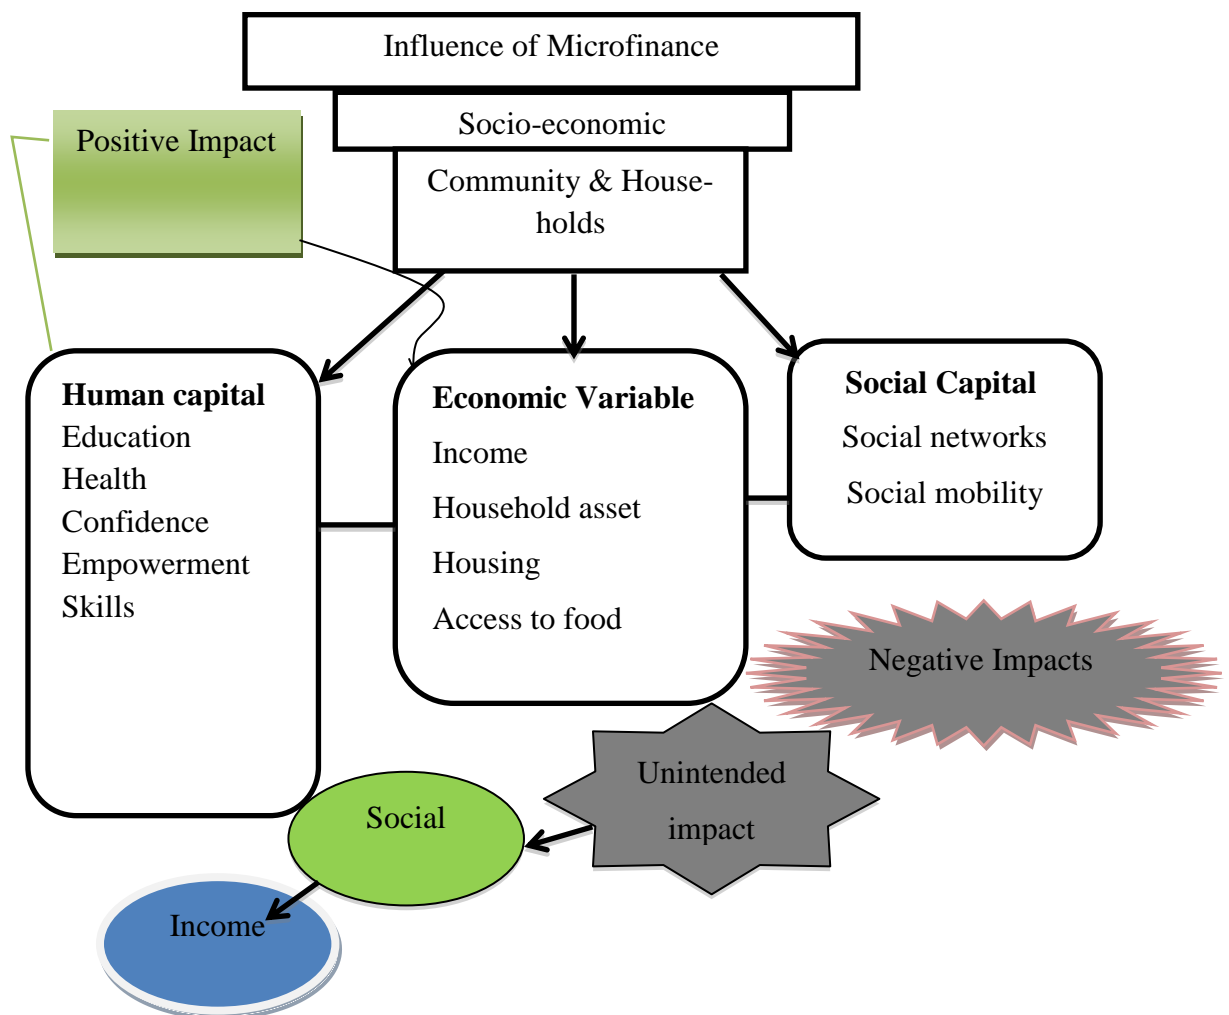 Influence of Microfinance
Socio-economic
Community & House-
holds
Positive Impact
Human capital
Education
Health
Confidence
Empowerment
Skills
Economic Variable
Income
Household asset
Housing
Access to food
Social Capital
Social networks
Social mobility
Negative Impacts
Unintended
impact
Social
Income